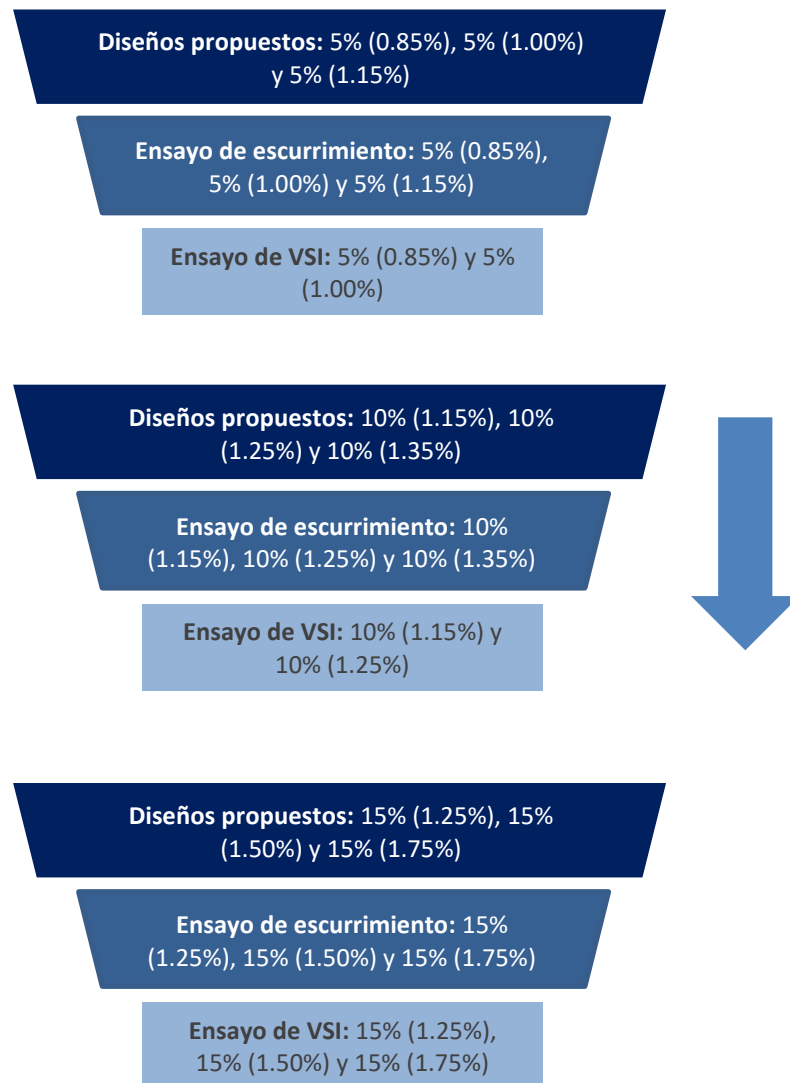 Diseños propuestos: 5% (0.85%), 5% (1.00%)
y 5% (1.15%)
Ensayo de escurrimiento: 5% (0.85%),
5% (1.00%) y 5% (1.15%)
Ensayo de VSI: 5% (0.85%) y 5%
(1.00%)
Diseños propuestos: 10% (1.15%), 10%
(1.25%) y 10% (1.35%)
Ensayo de escurrimiento: 10%
(1.15%), 10% (1.25%) y 10% (1.35%)
Ensayo de VSI: 10% (1.15%) y
10% (1.25%)
Diseños propuestos: 15% (1.25%), 15%
(1.50%) y 15% (1.75%)
Ensayo de escurrimiento: 15%
(1.25%), 15% (1.50%) y 15% (1.75%)
Ensayo de VSI: 15% (1.25%),
15% (1.50%) y 15% (1.75%)